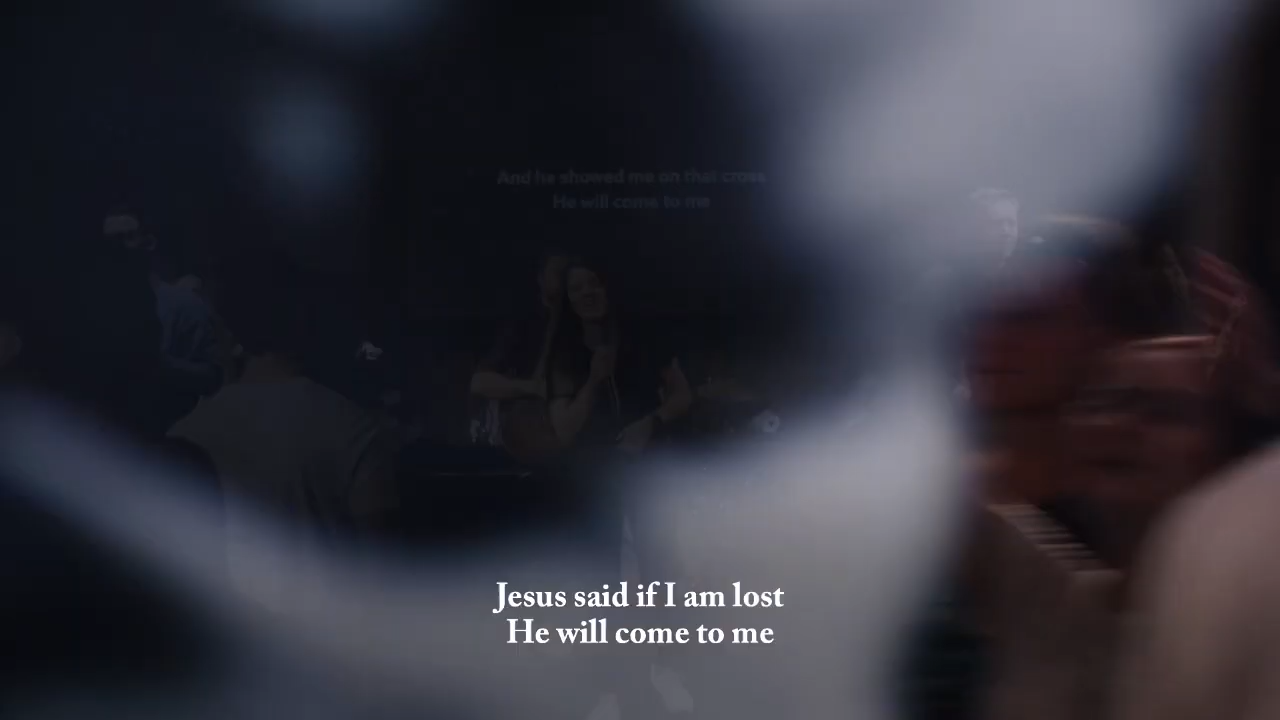 And he showed me on that cross
He will come to me
Jesus said if I am lost
He will come to me